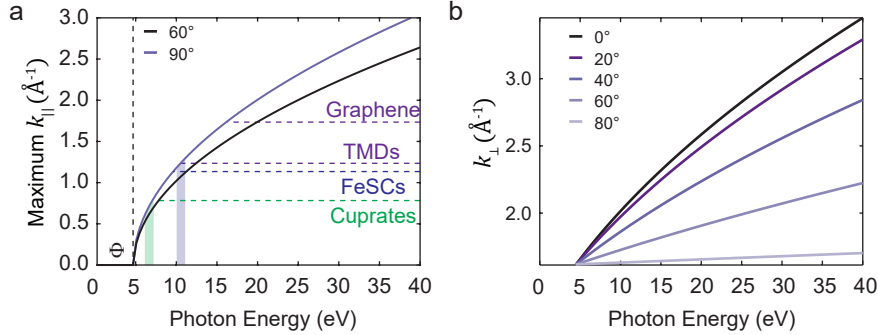 a
60°
90°
Maximum k|| (Å-1)
3.0
2.5
2.0
1.5
1.0
0.5
0.0
Graphene
TMDs
FeSCs
Cuprates
Φ
0 5 10 15 20 25 30 35 40
Photon Energy (eV)
b
0°
20°
40°
60°
80°
k⊥ (Å-1)
3.0
2.5
2.0
0 5 10 15 20 25 30 35 40
Photon Energy (eV)